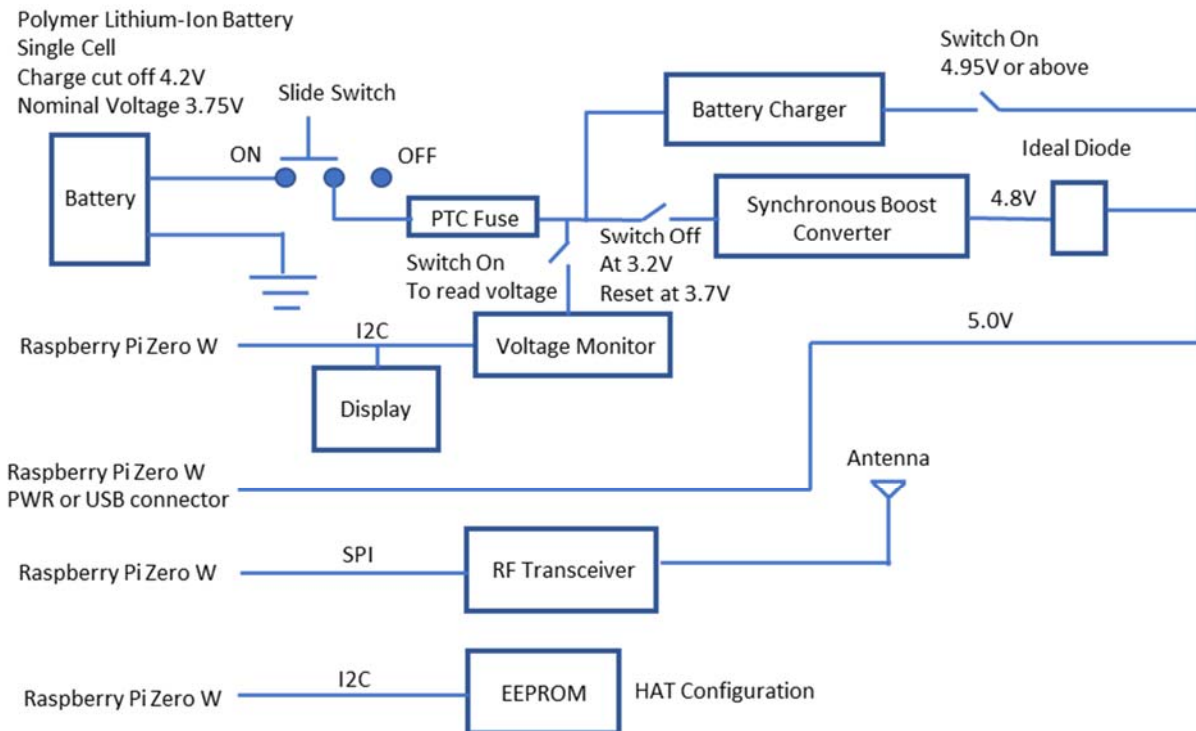 Polymer Lithium-Ion Battery
Single Cell
Charge cut off 4.2V
Nominal Voltage 3.75V
Slide Switch
Switch On
4.95V or above
Battery Charger
ON
OFF
Ideal Diode
Battery
PTC Fuse
Synchronous Boost
Converter
4.8V
Switch Off
At 3.2V
Reset at 3.7V
Switch On
To read voltage
5.0V
Raspberry Pi Zero W
I2C
Voltage Monitor
Display
Raspberry Pi Zero W
PWR or USB connector
Antenna
Raspberry Pi Zero W
SPI
RF Transceiver
Raspberry Pi Zero W
I2C
EEPROM
HAT Configuration